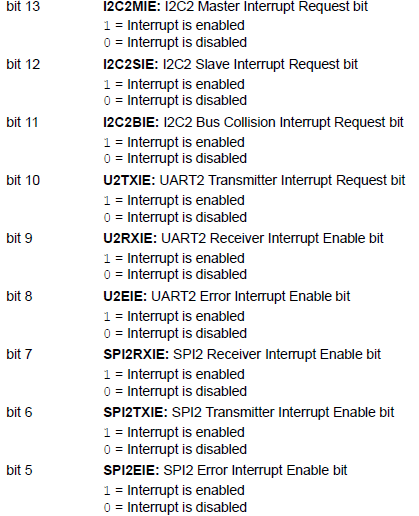 bit 13 I2C2MIE: I2C2 Master Interrupt Request bit
1 = Interrupt is enabled
0 = Interrupt is disabled
bit 12 I2C2SIE: I2C2 Slave Interrupt Request bit
1 = Interrupt is enabled
0 = Interrupt is disabled
bit 11 I2C2BIE: I2C2 Bus Collision Interrupt Request bit
1 = Interrupt is enabled
0 = Interrupt is disabled
bit 10 U2TXIE: UART2 Transmitter Interrupt Request bit
1 = Interrupt is enabled
0 = Interrupt is disabled
bit 9 U2RXIE: UART2 Receiver Interrupt Enable bit
1 = Interrupt is enabled
0 = Interrupt is disabled
bit 8 U2EIE: UART2 Error Interrupt Enable bit
1 = Interrupt is enabled
0 = Interrupt is disabled
bit 7 SPI2RXIE: SPI2 Receiver Interrupt Enable bit
1 = Interrupt is enabled
0 = Interrupt is disabled
bit 6 SPI2TXIE: SPI2 Transmitter Interrupt Enable bit
1 = Interrupt is enabled
0 = Interrupt is disabled
bit 5 SPI2EIE: SPI2 Error Interrupt Enable bit
1 = Interrupt is enabled
0 = Interrupt is disabled